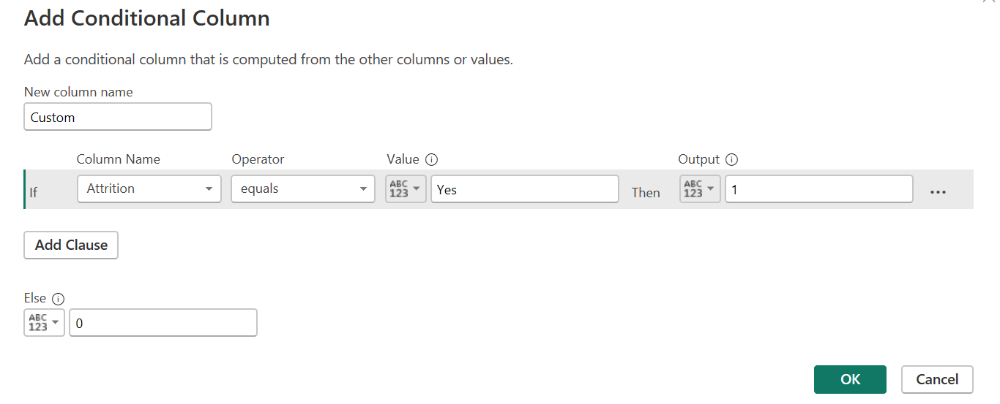 Add Conditional Column
Add a conditional column that is computed from the other columns or values.
New column name
Custom
Column Name Operator Value Output
If Attrition equals ABC 123 Yes Then ABC 123 1 ...
Add Clause
Else
ABC 123 0
OK Cancel